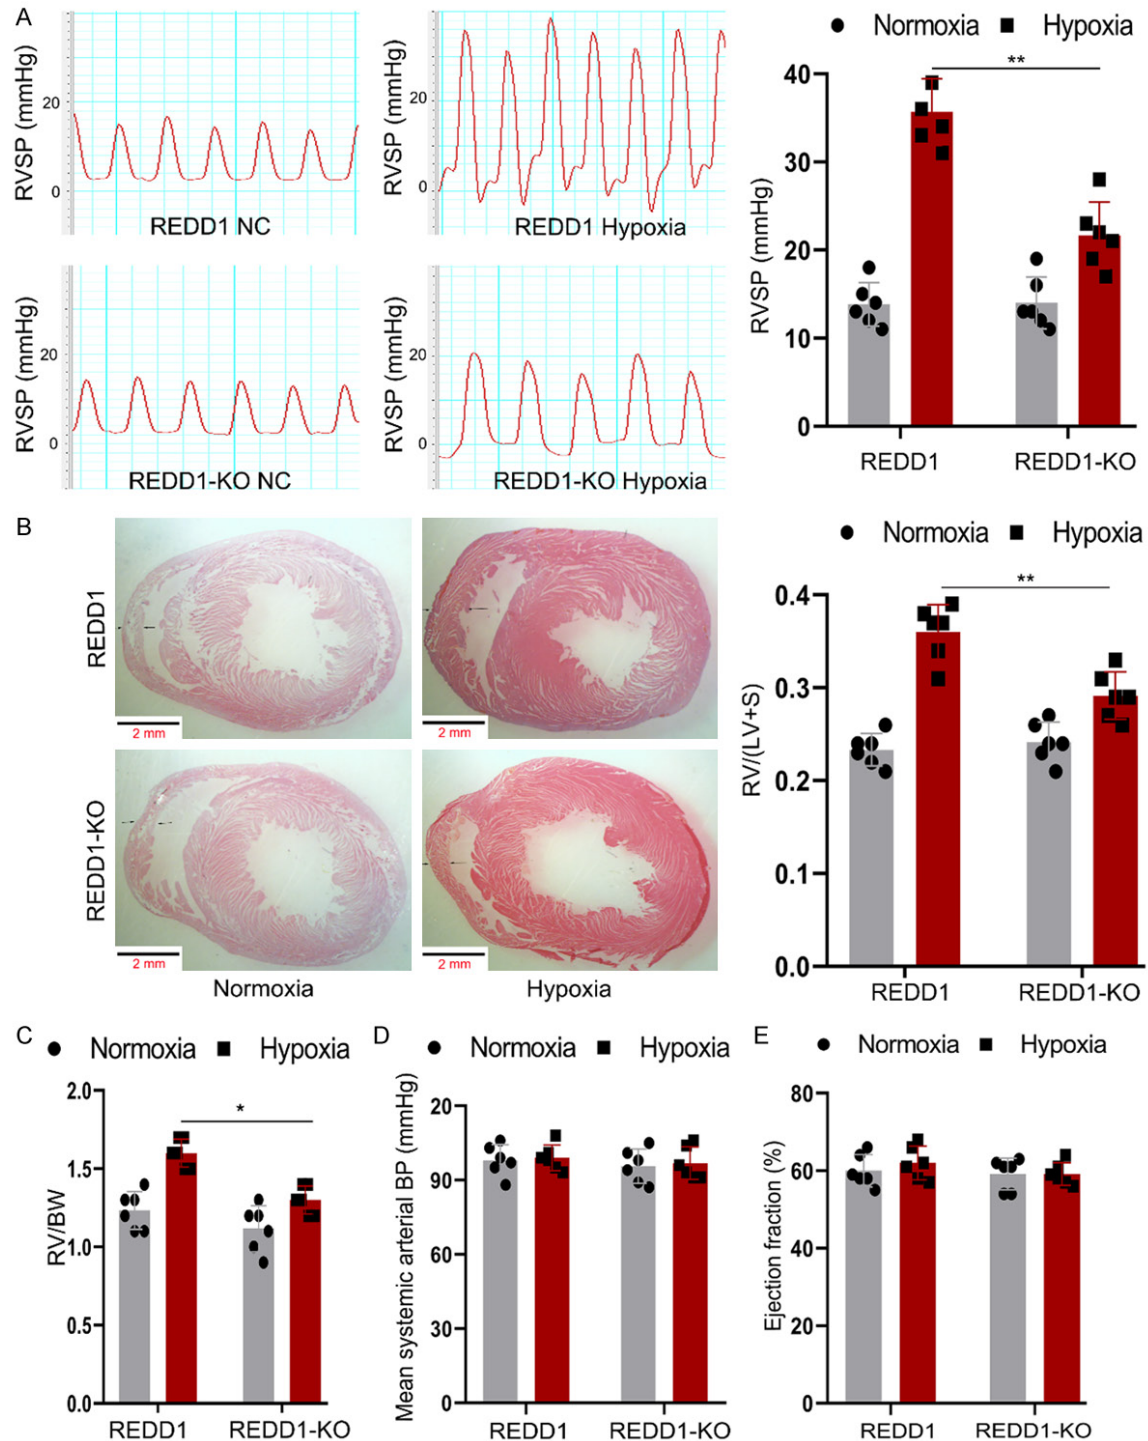 A
RVSP (mmHg)
20
0
REDD1 NC
RVSP (mmHg)
20
0
REDD1 Hypoxia
RVSP (mmHg)
20
0
REDD1-KO NC
RVSP (mmHg)
20
0
REDD1-KO Hypoxia
Normoxia Hypoxia
**
RVSP (mmHg)
40
30
20
10
0
REDD1 REDD1-KO
B
REDD1
REDD1-KO
2 mm
2 mm
2 mm
2 mm
Normoxia Hypoxia
Normoxia Hypoxia
**
RV/(LV+S)
0.4
0.3
0.2
0.1
0.0
REDD1 REDD1-KO
C
Normoxia Hypoxia
*
RV/BW
2.0
1.5
1.0
0.5
0.0
REDD1 REDD1-KO
D
Normoxia Hypoxia
Mean systemic arterial BP (mmHg)
20
90
60
30
0
REDD1 REDD1-KO
E
Normoxia Hypoxia
Ejection fraction (%)
80
60
40
20
0
REDD1 REDD1-KO